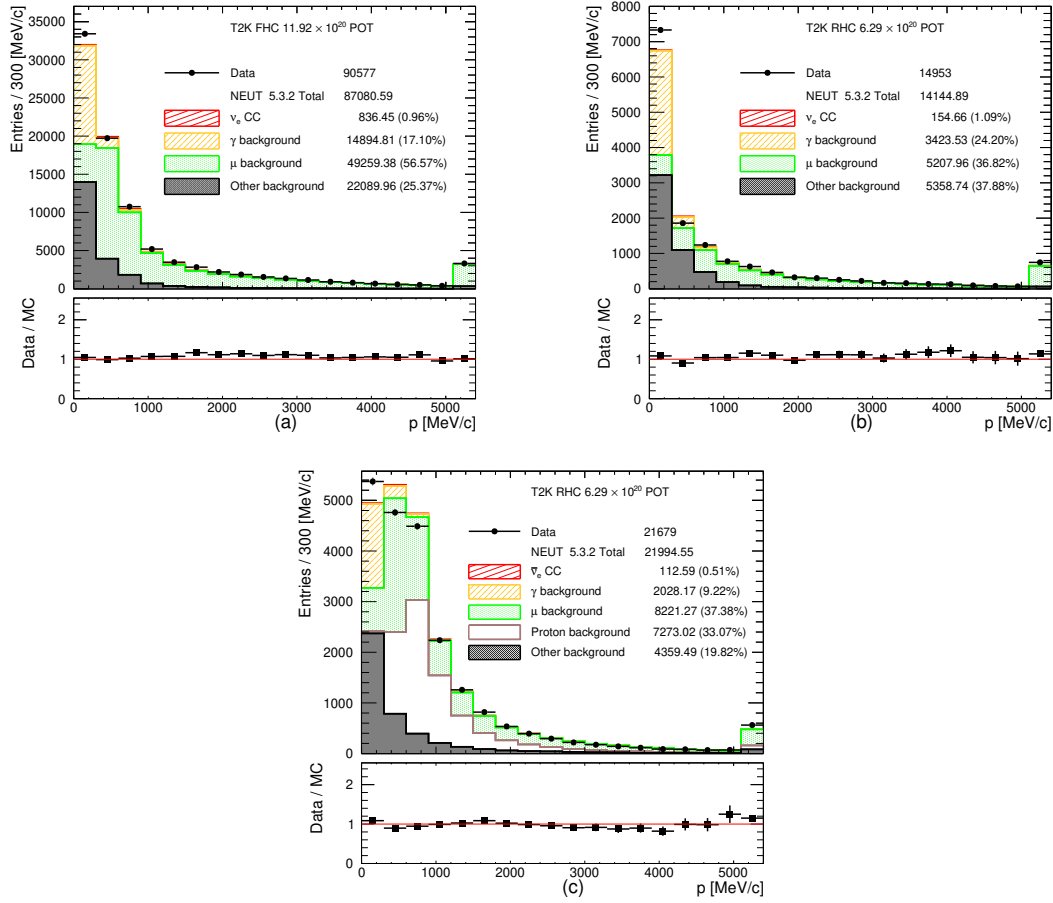 T2K FHC 11.92 × 10^20 POT
Data 90577
NEUT 5.3.2 Total 87080.59
ν_e CC 836.45 (0.96%)
γ background 14894.81 (17.10%)
μ background 49259.38 (56.57%)
Other background 22089.96 (25.37%)
Entries / 300 [MeV/c]
35000
30000
25000
20000
15000
10000
5000
0
Data / MC
2
1
0
0 1000 2000 3000 4000 5000
(a) p [MeV/c]
T2K RHC 6.29 × 10^20 POT
Data 14953
NEUT 5.3.2 Total 14144.89
ν_e CC 154.66 (1.09%)
γ background 3423.53 (24.20%)
μ background 5207.96 (36.82%)
Other background 5358.74 (37.88%)
Entries / 300 [MeV/c]
8000
7000
6000
5000
4000
3000
2000
1000
0
Data / MC
2
1
0
0 1000 2000 3000 4000 5000
(b) p [MeV/c]
T2K RHC 6.29 × 10^20 POT
Data 21679
NEUT 5.3.2 Total 21994.55
ν̅_e CC 112.59 (0.51%)
γ background 2028.17 (9.22%)
μ background 8221.27 (37.38%)
Proton background 7273.02 (33.07%)
Other background 4359.49 (19.82%)
Entries / 300 [MeV/c]
5000
4000
3000
2000
1000
0
Data / MC
2
1
0
0 1000 2000 3000 4000 5000
(c) p [MeV/c]